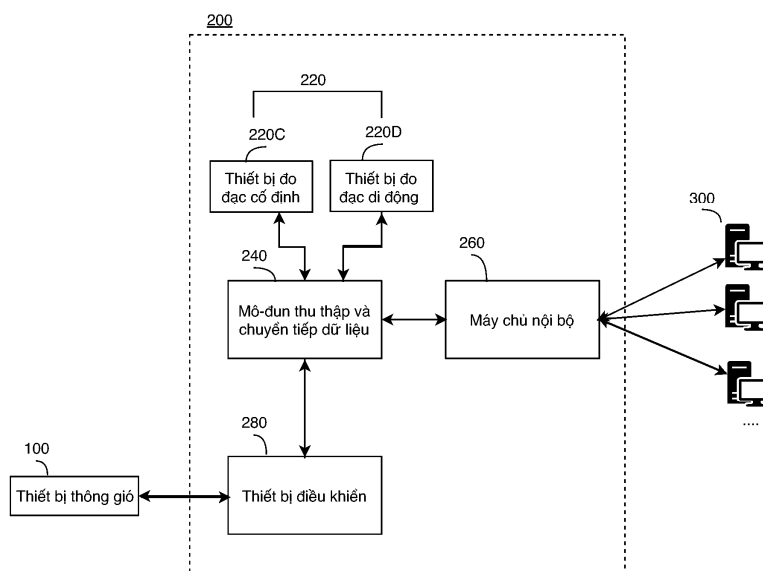 200
220
220C
220D
Thiết bị đo
đạc cố định
Thiết bị đo
đạc di động
300
240
260
Mô-đun thu thập và
chuyển tiếp dữ liệu
Máy chủ nội bộ
....
280
100
Thiết bị thông gió
Thiết bị điều khiển